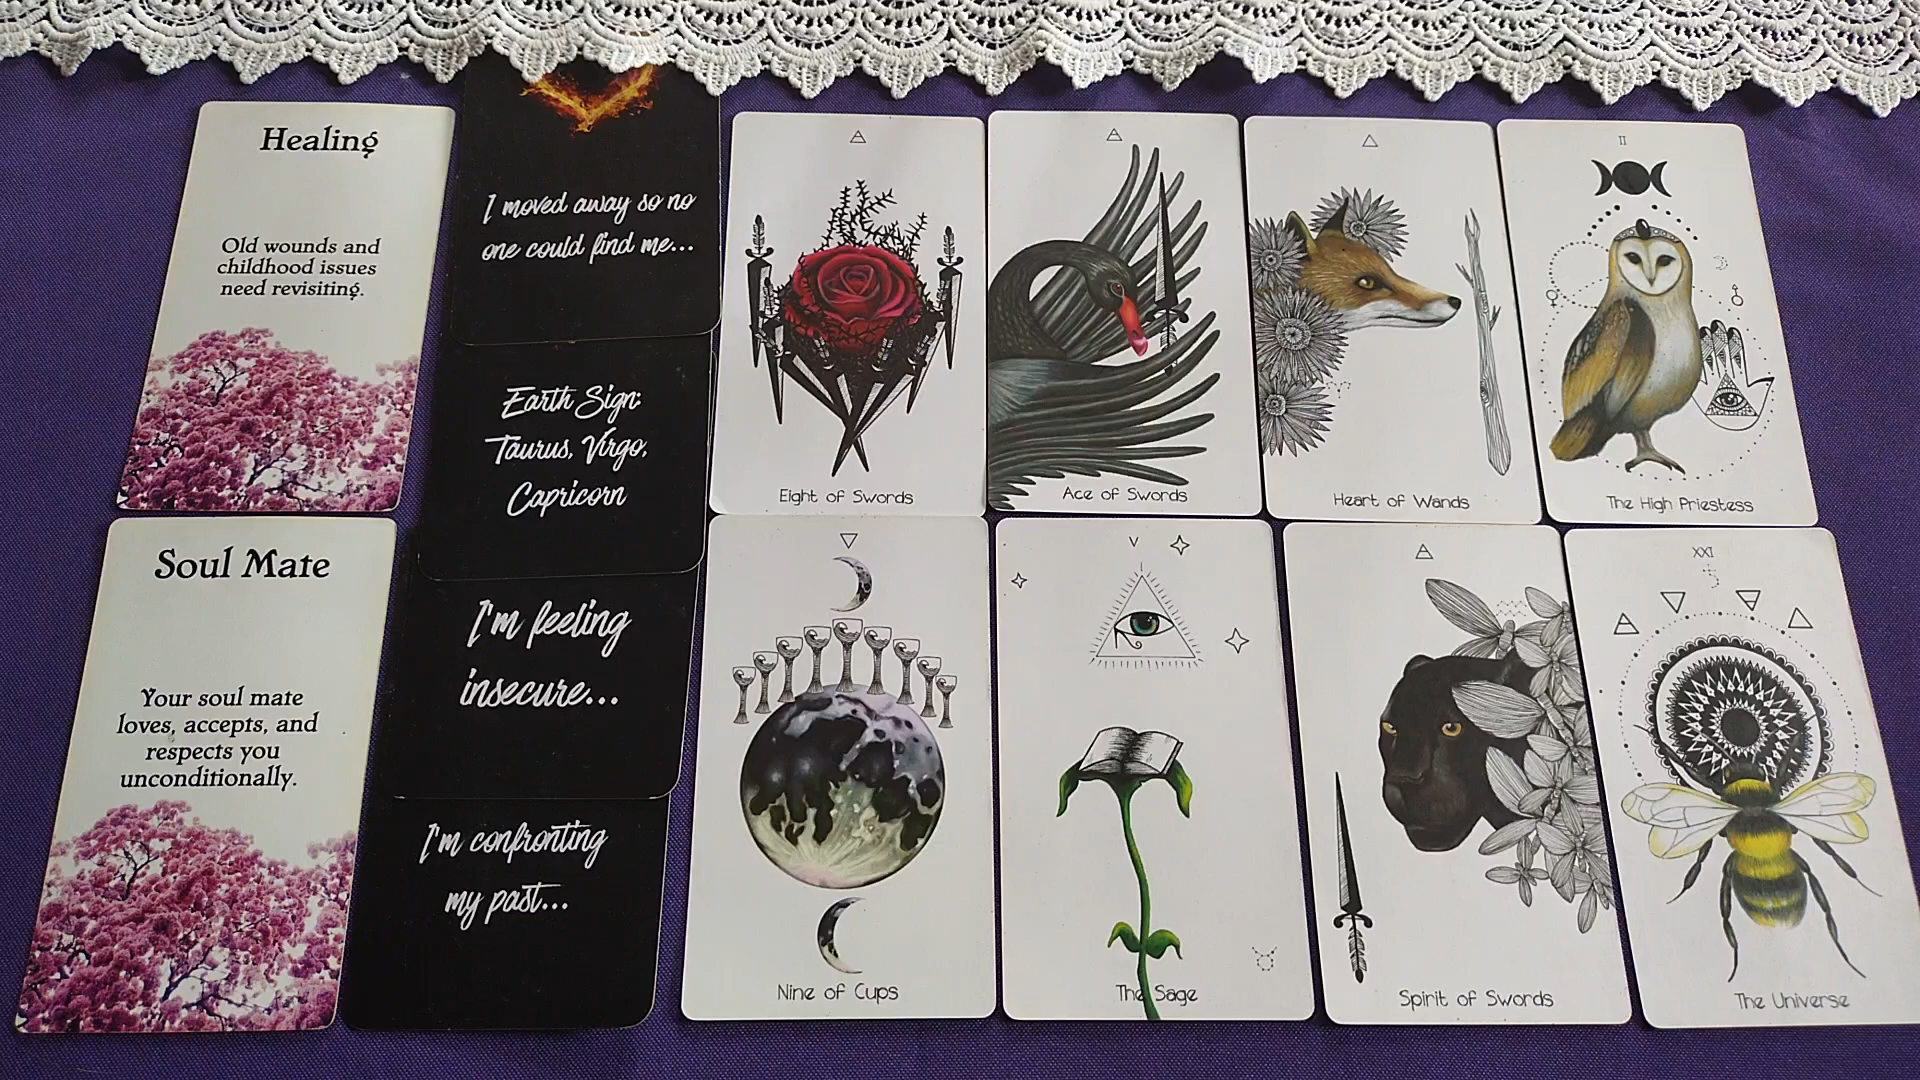 Healing
Old wounds and
childhood issues
need revisiting.
I moved away so no
one could find me...
Earth Sign:
Taurus, Virgo,
Capricorn
Eight of Swords
Ace of Swords
Heart of Wands
II
The High Priestess
Soul Mate
Your soul mate
loves, accepts, and
respects you
unconditionally.
I'm feeling
insecure...
I'm confronting
my past...
Nine of Cups
V
The Sage
Spirit of Swords
XXI
The Universe